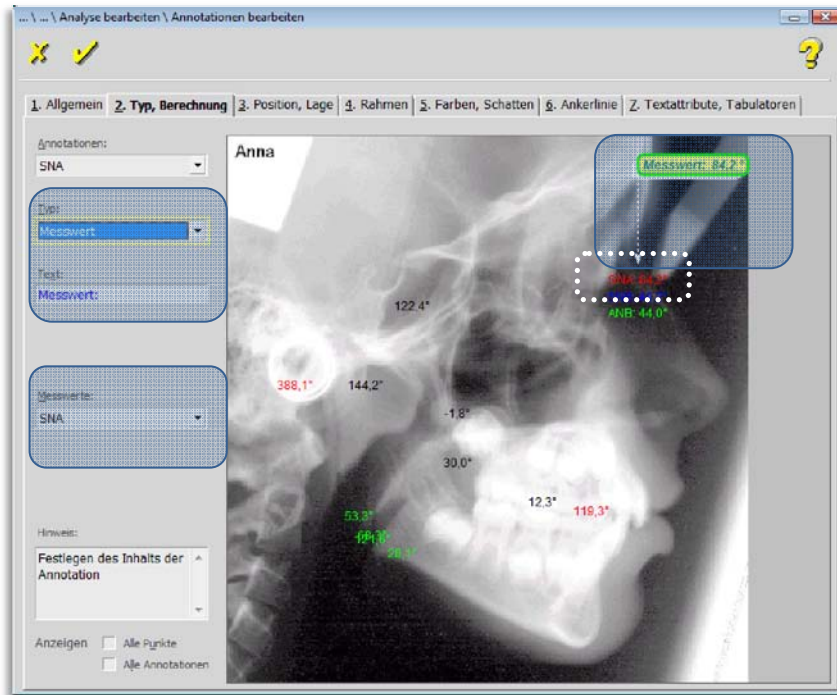 ... \ ... \ Analyse bearbeiten \ Annotationen bearbeiten
1. Allgemein 2. Typ, Berechnung 3. Position, Lage 4. Rahmen 5. Farben, Schatten 6. Ankerlinie 7. Textattribute, Tabulatoren
Annotationen:
SNA
Typ:
Messwert
Text:
Messwert:
Messwerte:
SNA
Hinweis:
Festlegen des Inhalts der
Annotation
Anzeigen Alle Punkte
Alle Annotationen
Anna
Messwert: 84,2°
SNA: 84,2°
ANB: 44,0°
122,4°
388,1°
144,2°
-1,8°
30,0°
12,3°
119,3°
53,3°
28,1°